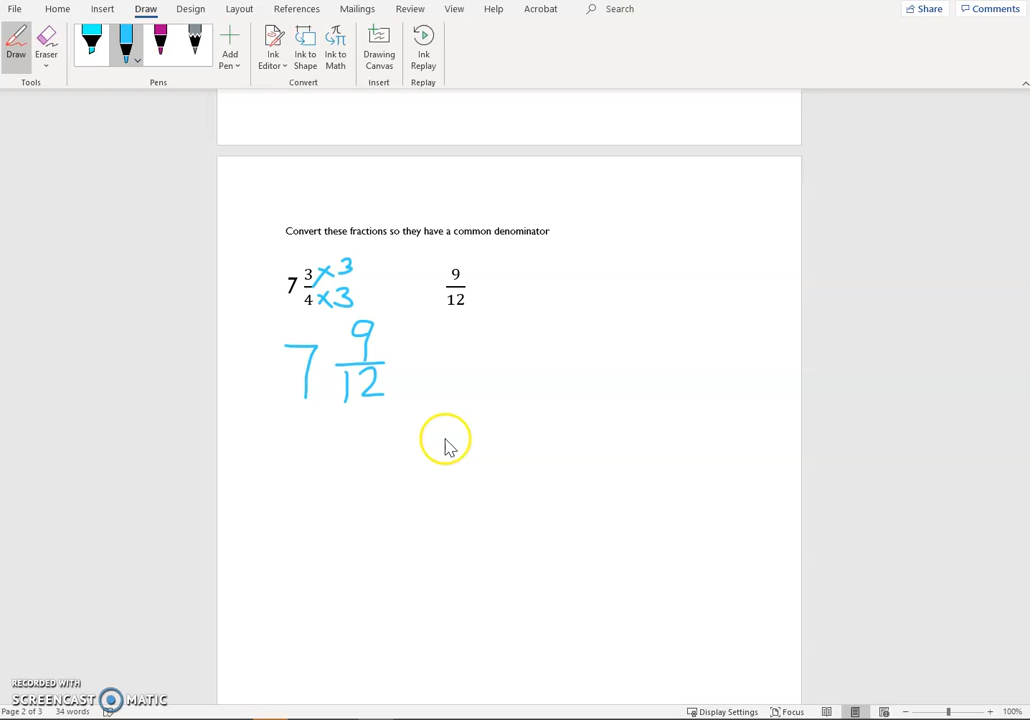 File Home Insert Draw Design Layout References Mailings Review View Help Acrobat Search Share Comments
Draw Eraser Add Pen Ink Editor Ink to Shape Ink to Math Drawing Canvas Ink Replay
Tools Pens Convert Insert Replay
Convert these fractions so they have a common denominator
7 3/4 ×3 ×3 9/12
7 9/12
RECORDED WITH
SCREENCAST MATIC
Page 2 of 3 34 words Display Settings Focus 100%